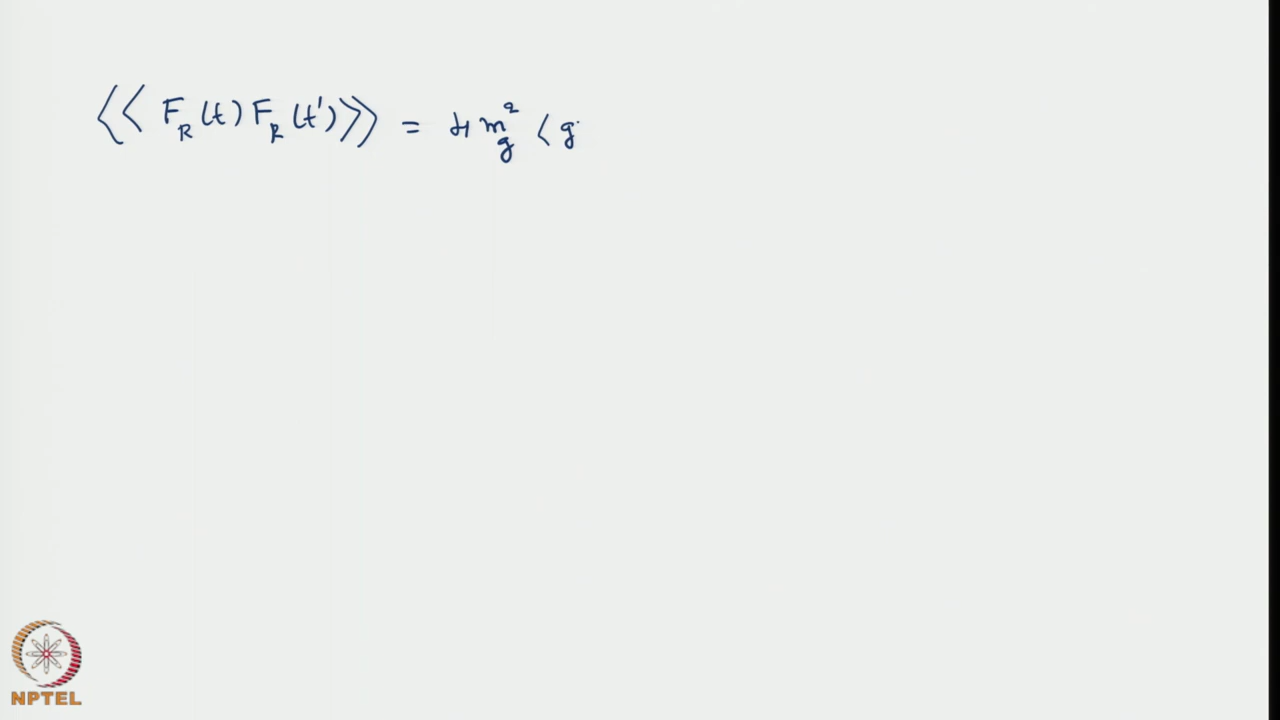 ⟨⟨ F_R(t) F_R(t') ⟩⟩ = 4 m_g^2 ⟨ g
NPTEL